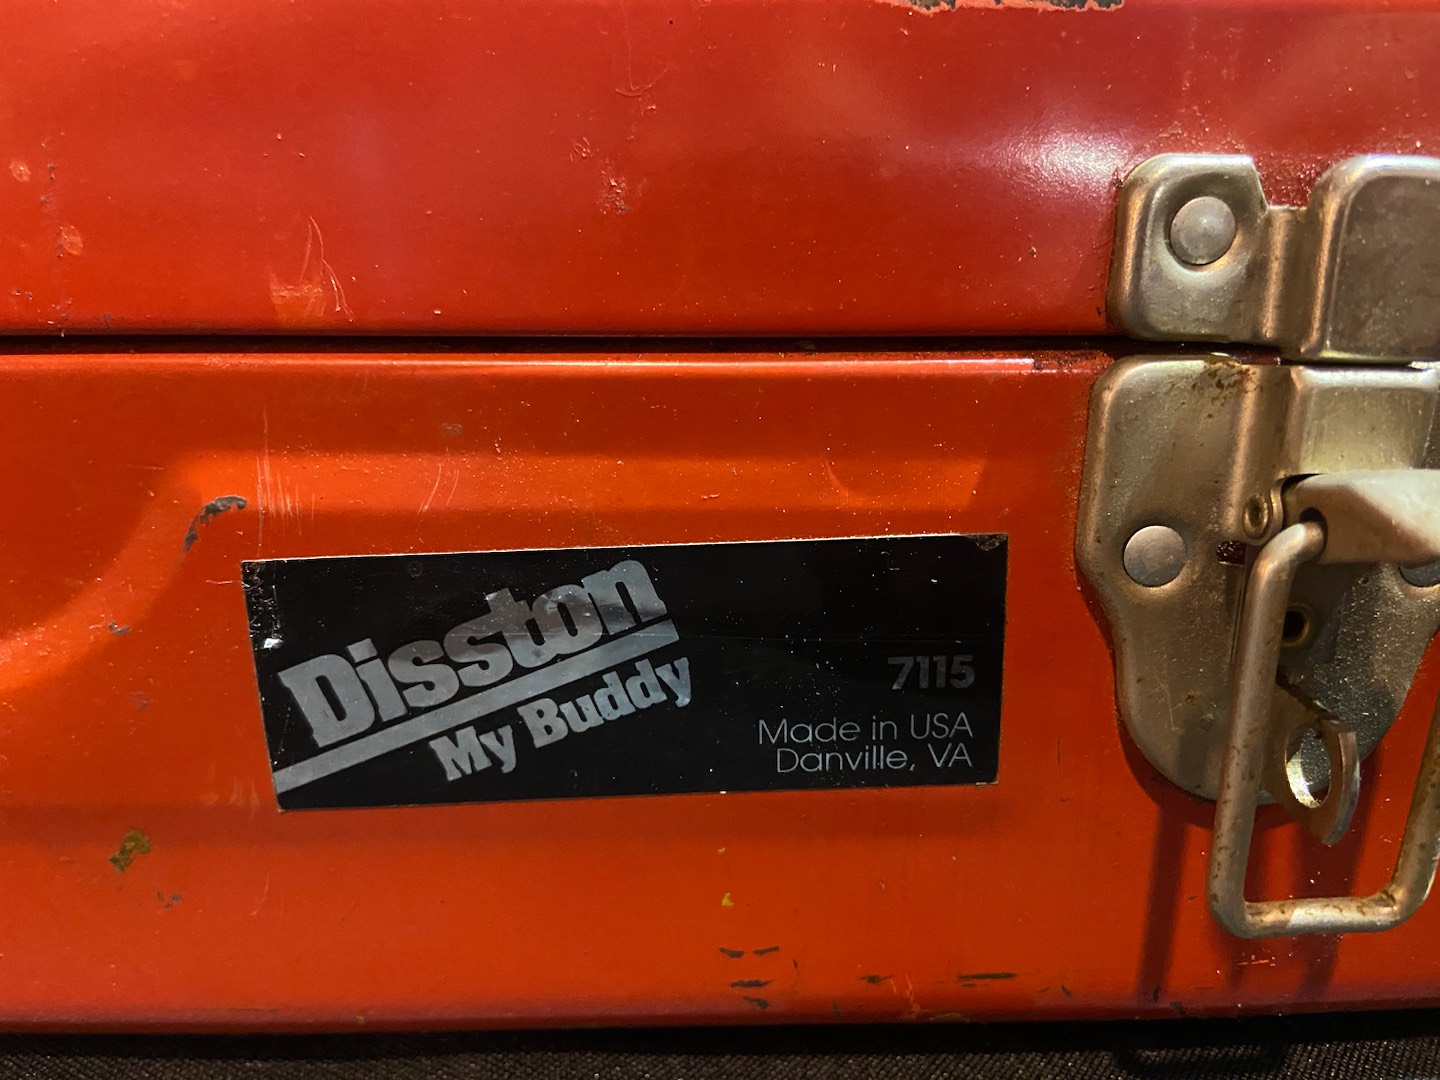 Disston
My Buddy
7115
Made in USA
Danville, VA